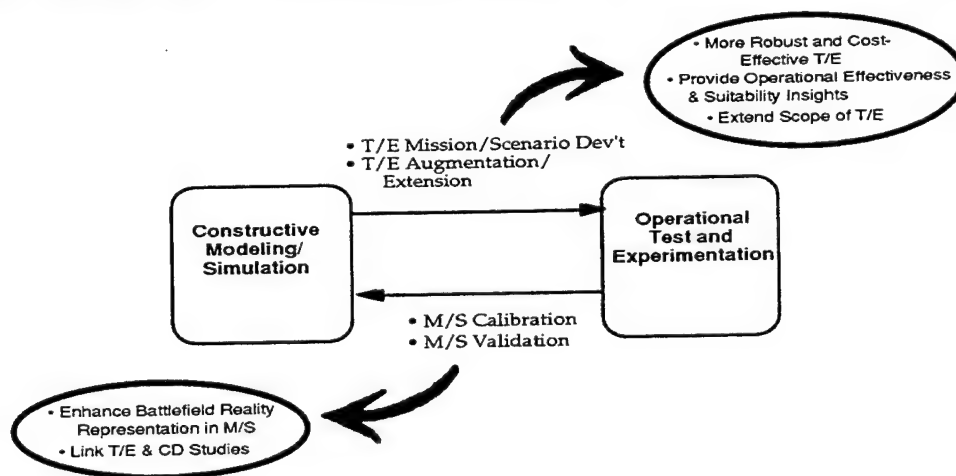 • More Robust and Cost-
Effective T/E
• Provide Operational Effectiveness
& Suitability Insights
• Extend Scope of T/E
• T/E Mission/Scenario Dev't
• T/E Augmentation/
Extension
Constructive
Modeling/
Simulation
Operational
Test and
Experimentation
• M/S Calibration
• M/S Validation
• Enhance Battlefield Reality
Representation in M/S
• Link T/E & CD Studies